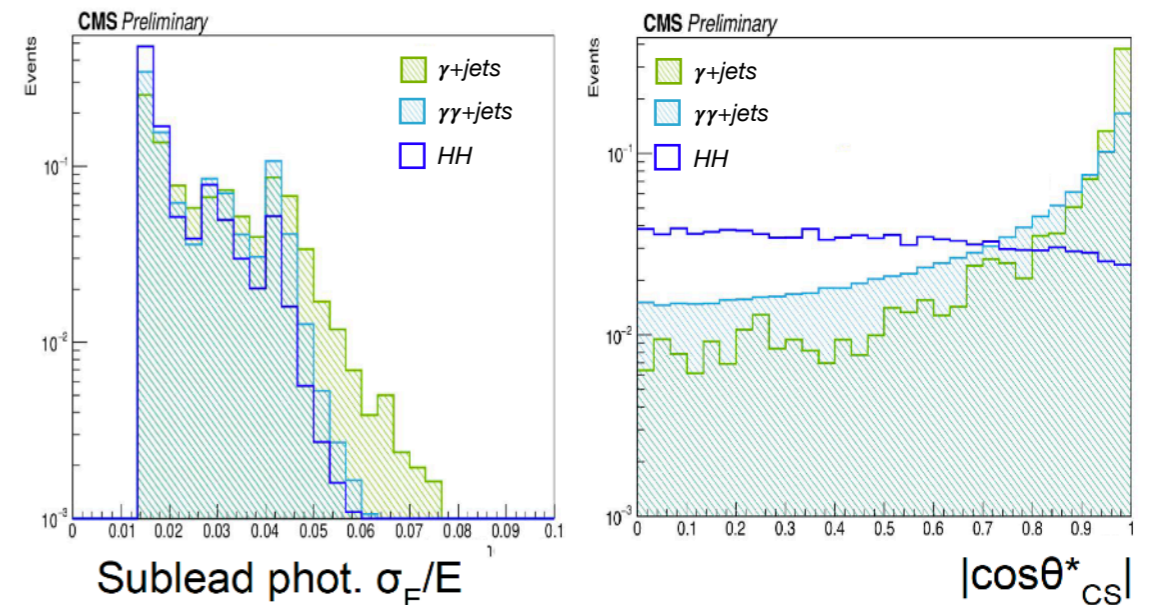 CMS Preliminary
Events
γ+jets
γγ+jets
HH
10⁻¹
10⁻²
10⁻³
0 0.01 0.02 0.03 0.04 0.05 0.06 0.07 0.08 0.09 0.1
Sublead phot. σ_E/E
CMS Preliminary
Events
γ+jets
γγ+jets
HH
10⁻¹
10⁻²
10⁻³
0 0.1 0.2 0.3 0.4 0.5 0.6 0.7 0.8 0.9 1
|cosθ*_CS|